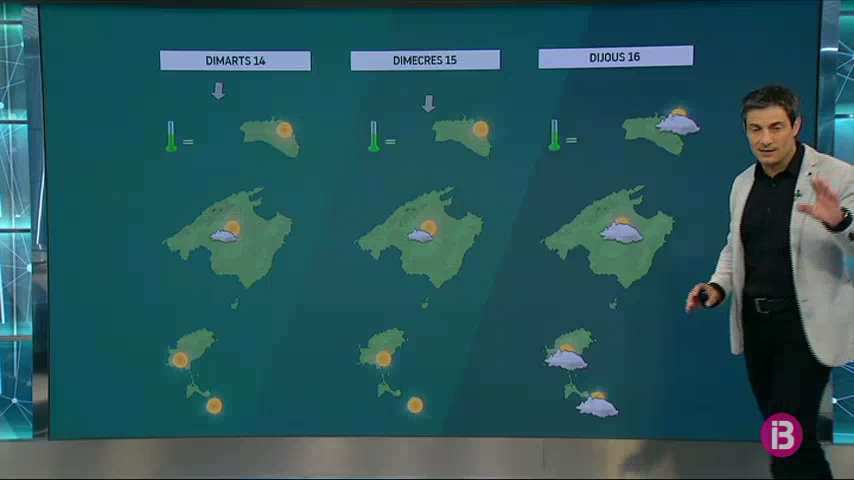 DIMARTS 14
DIMECRES 15
DIJOUS 16
=
=
=
IB